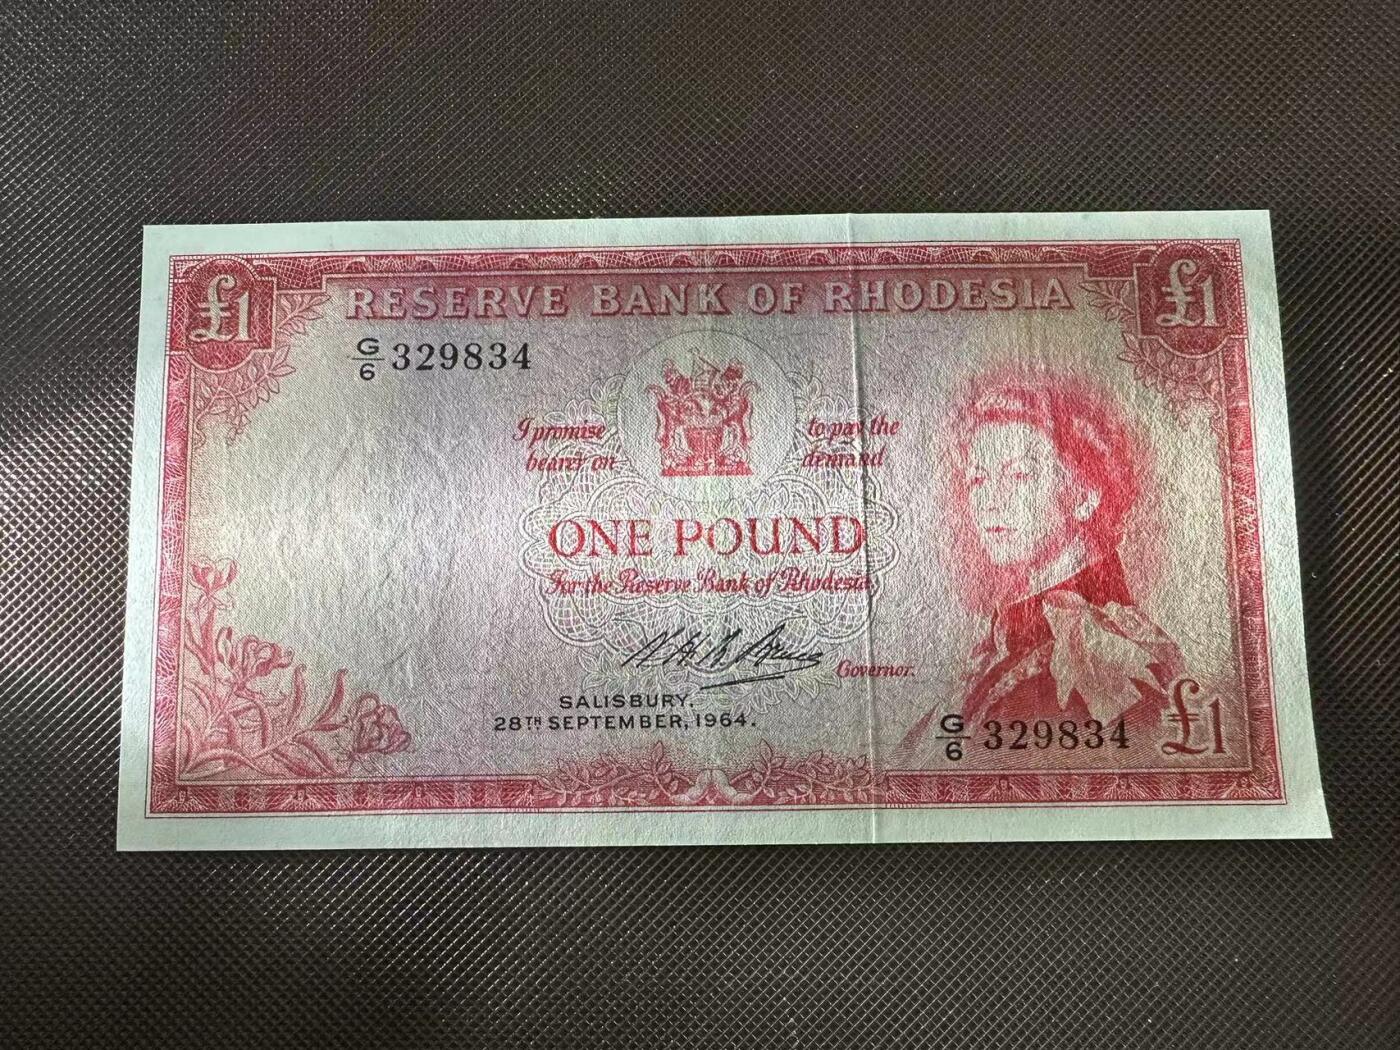 £1 RESERVE BANK OF RHODESIA £1
G/6 329834
I promise to pay the
bearer on demand
ONE POUND
For the Reserve Bank of Rhodesia
Governor.
SALISBURY.
28TH SEPTEMBER, 1964.
G/6 329834 £1